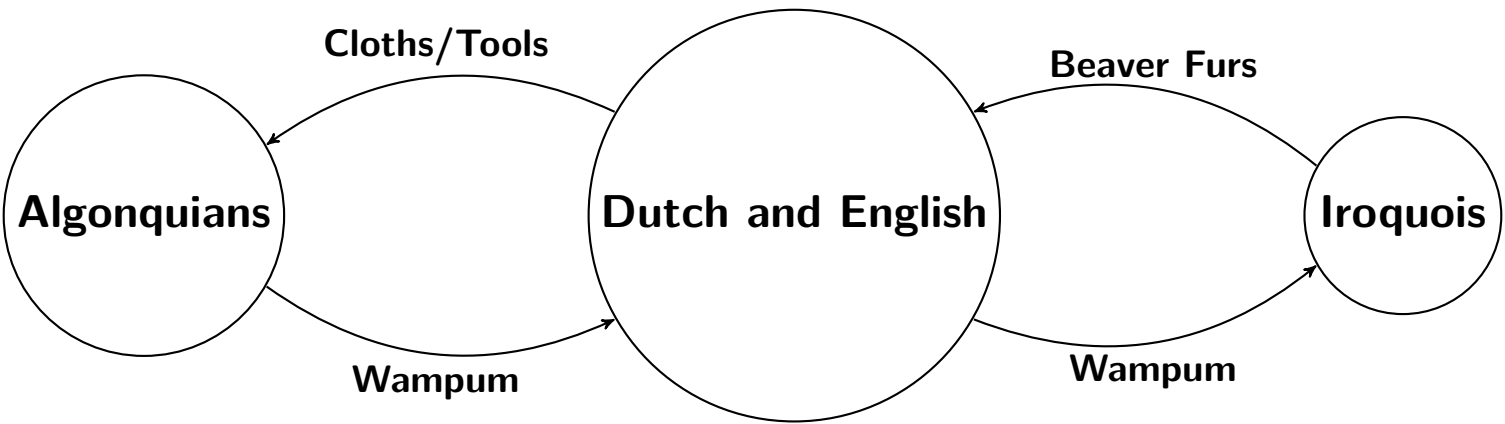 Cloths/Tools
Beaver Furs
Algonquians
Dutch and English
Iroquois
Wampum
Wampum